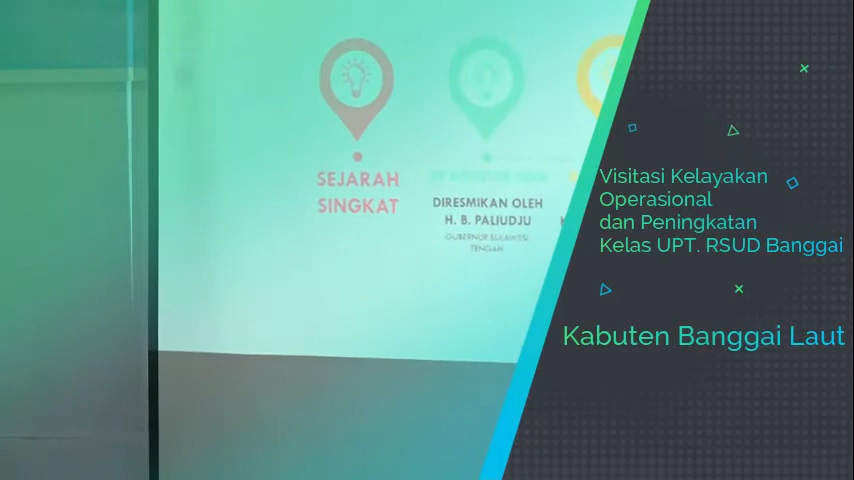 SEJARAH
SINGKAT
DIRESMIKAN OLEH
H. B. PALIUDJU
GUBERNUR SULAWESI
TENGAH
Visitasi Kelayakan
Operasional
dan Peningkatan
Kelas UPT. RSUD Banggai
Kabuten Banggai Laut